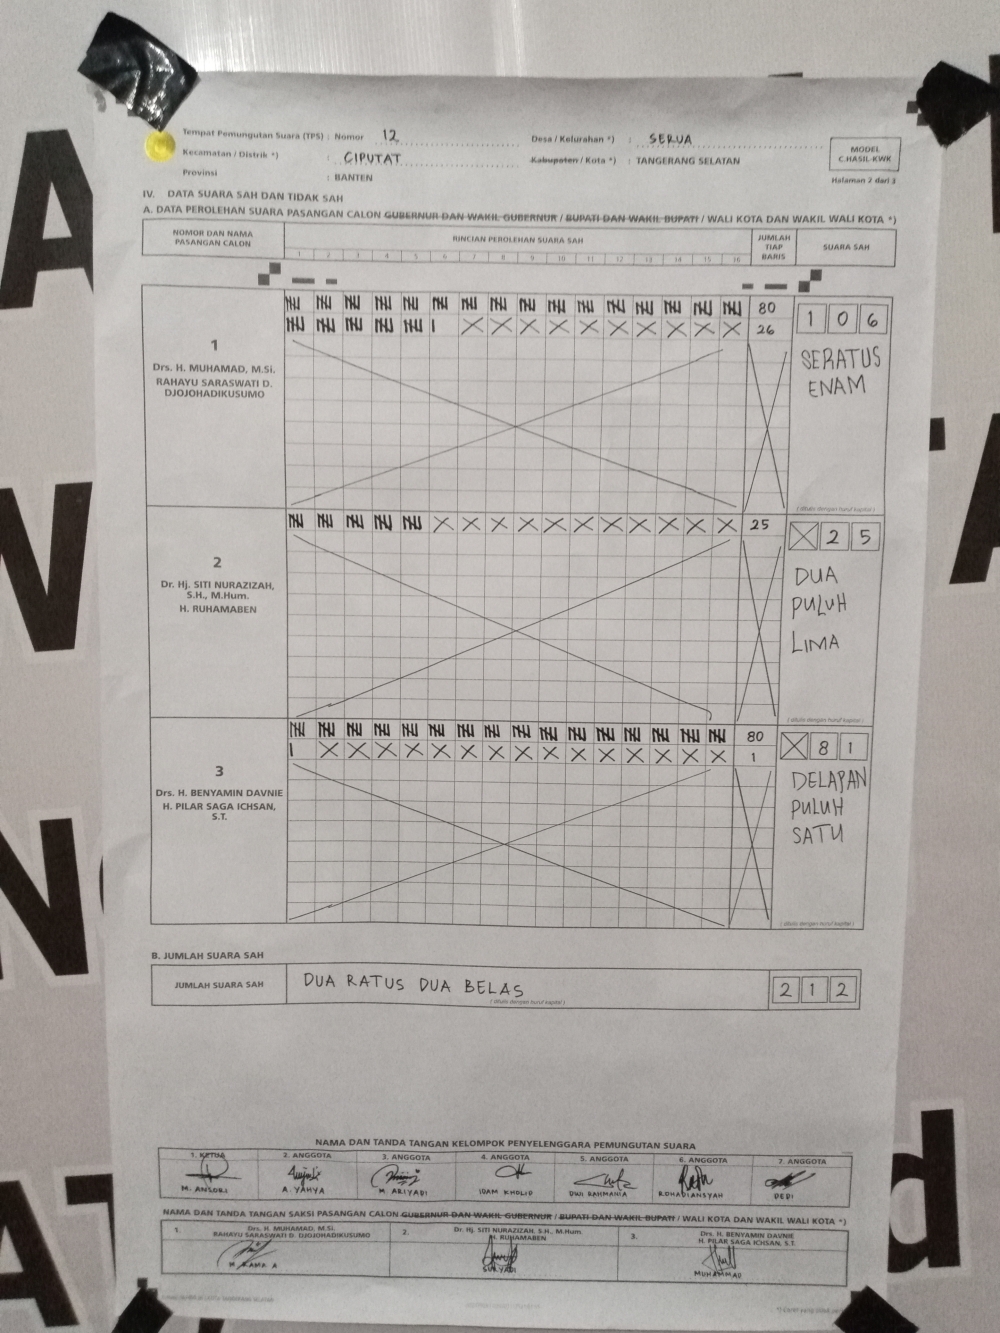 Tempat Pemungutan Suara (TPS) : Nomor 12 Desa / Kelurahan *) : SERUA
Kecamatan / Distrik *) : CIPUTAT Kabupaten / Kota *) : TANGERANG SELATAN
Provinsi : BANTEN
MODEL
C.HASIL-KWK
Halaman 2 dari 3
IV. DATA SUARA SAH DAN TIDAK SAH
A. DATA PEROLEHAN SUARA PASANGAN CALON GUBERNUR DAN WAKIL GUBERNUR / BUPATI DAN WAKIL BUPATI / WALI KOTA DAN WAKIL WALI KOTA *)
NOMOR DAN NAMA
PASANGAN CALON
RINCIAN PEROLEHAN SUARA SAH
1 2 3 4 5 6 7 8 9 10 11 12 13 14 15 16
JUMLAH
TIAP
BARIS
SUARA SAH
1
Drs. H. MUHAMAD, M.Si.
RAHAYU SARASWATI D.
DJOJOHADIKUSUMO
80
26
1 0 6
SERATUS
ENAM
(ditulis dengan huruf kapital)
2
Dr. Hj. SITI NURAZIZAH,
S.H., M.Hum.
H. RUHAMABEN
25
X 2 5
DUA
PULUH
LIMA
(ditulis dengan huruf kapital)
3
Drs. H. BENYAMIN DAVNIE
H. PILAR SAGA ICHSAN,
S.T.
80
1
X 8 1
DELAPAN
PULUH
SATU
(ditulis dengan huruf kapital)
B. JUMLAH SUARA SAH
JUMLAH SUARA SAH
DUA RATUS DUA BELAS
(ditulis dengan huruf kapital)
2 1 2
NAMA DAN TANDA TANGAN KELOMPOK PENYELENGGARA PEMUNGUTAN SUARA
1. KETUA 2. ANGGOTA 3. ANGGOTA 4. ANGGOTA 5. ANGGOTA 6. ANGGOTA 7. ANGGOTA
M. ANSORI A. YAHYA M. ARIYADI IDAM KHOLID DWI RAHMANIA ROHADIANSYAH DEDI
NAMA DAN TANDA TANGAN SAKSI PASANGAN CALON GUBERNUR DAN WAKIL GUBERNUR / BUPATI DAN WAKIL BUPATI / WALI KOTA DAN WAKIL WALI KOTA *)
1. Drs. H. MUHAMAD, M.Si.
RAHAYU SARASWATI D. DJOJOHADIKUSUMO
2. Dr. Hj. SITI NURAZIZAH, S.H., M.Hum.
H. RUHAMABEN
SURYADI
3. Drs. H. BENYAMIN DAVNIE
H. PILAR SAGA ICHSAN, S.T.
MUHAMMAD